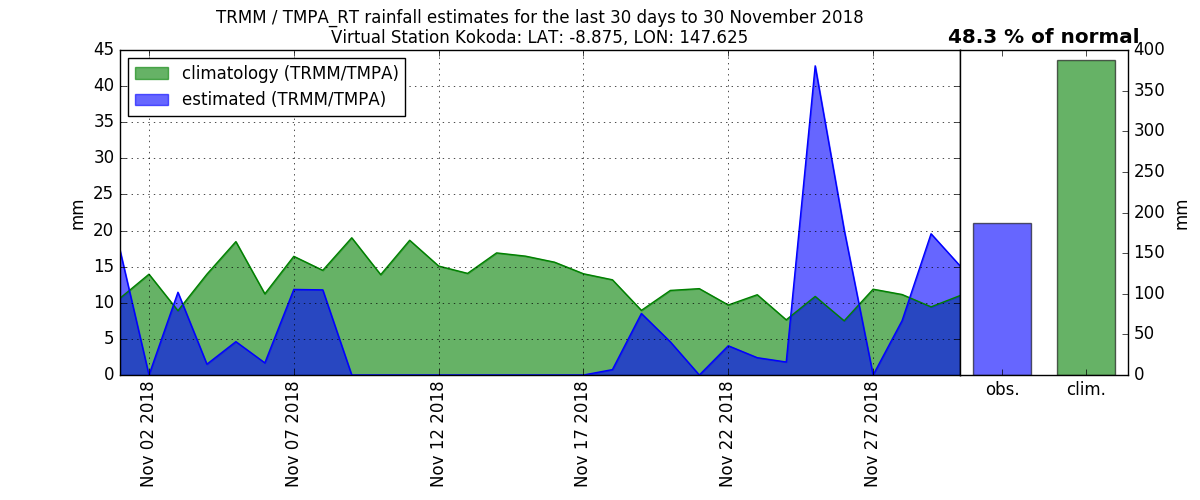 TRMM / TMPA_RT rainfall estimates for the last 30 days to 30 November 2018
Virtual Station Kokoda: LAT: -8.875, LON: 147.625
48.3 % of normal
climatology (TRMM/TMPA)
estimated (TRMM/TMPA)
45
40
35
30
25
20
15
10
5
0
mm
Nov 02 2018
Nov 07 2018
Nov 12 2018
Nov 17 2018
Nov 22 2018
Nov 27 2018
obs.
clim.
400
350
300
250
200
150
100
50
0
mm